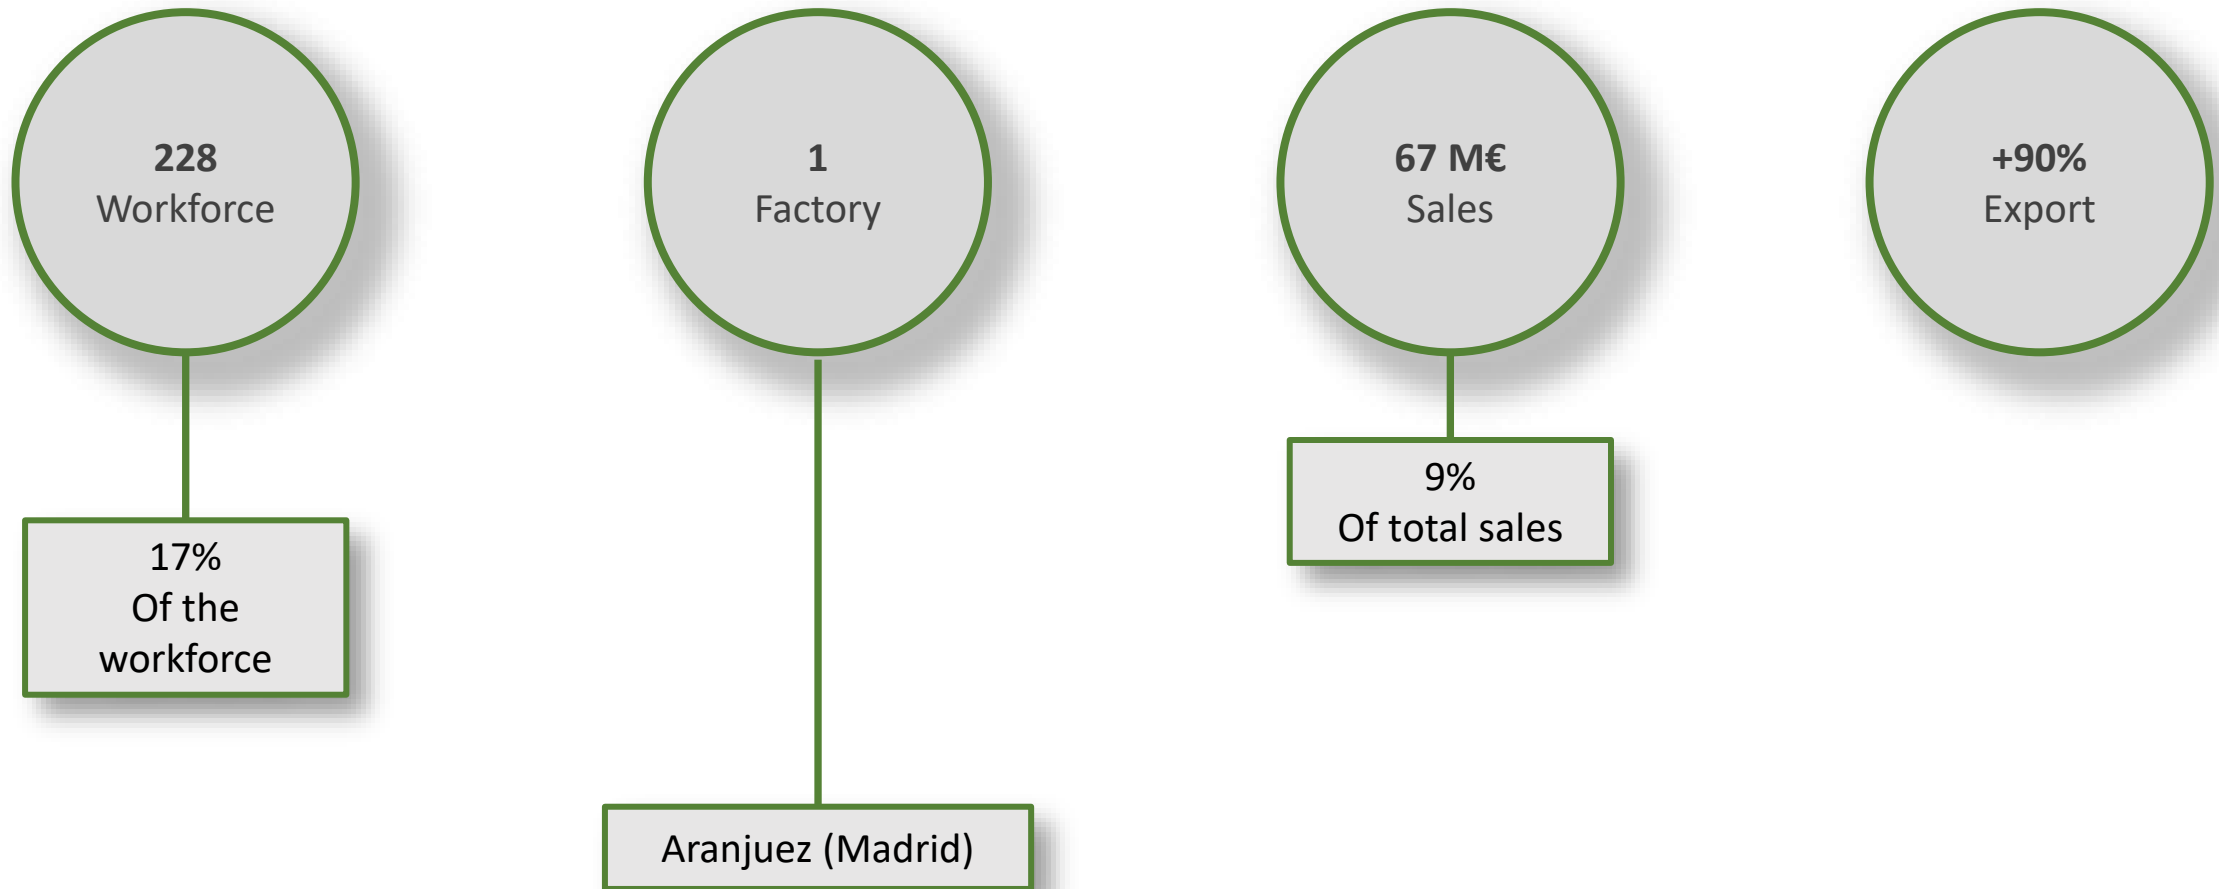 228
Workforce
1
Factory
67 M€
Sales
+90%
Export
17%
Of the
workforce
Aranjuez (Madrid)
9%
Of total sales